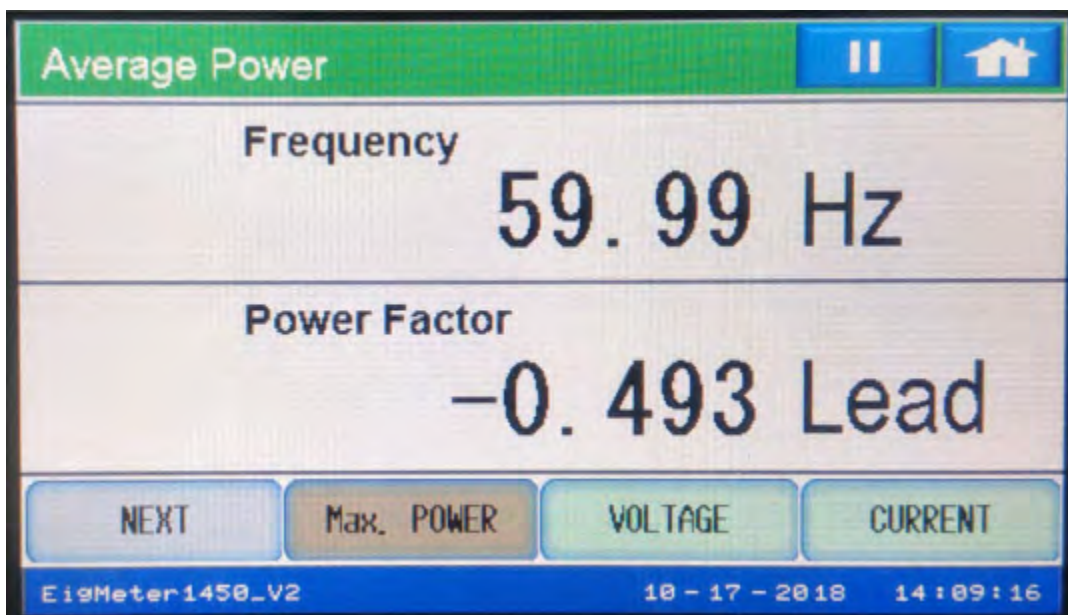 Average Power
Frequency
59.99 Hz
Power Factor
-0.493 Lead
NEXT Max. POWER VOLTAGE CURRENT
EigMeter1450_V2 10-17-2018 14:09:16